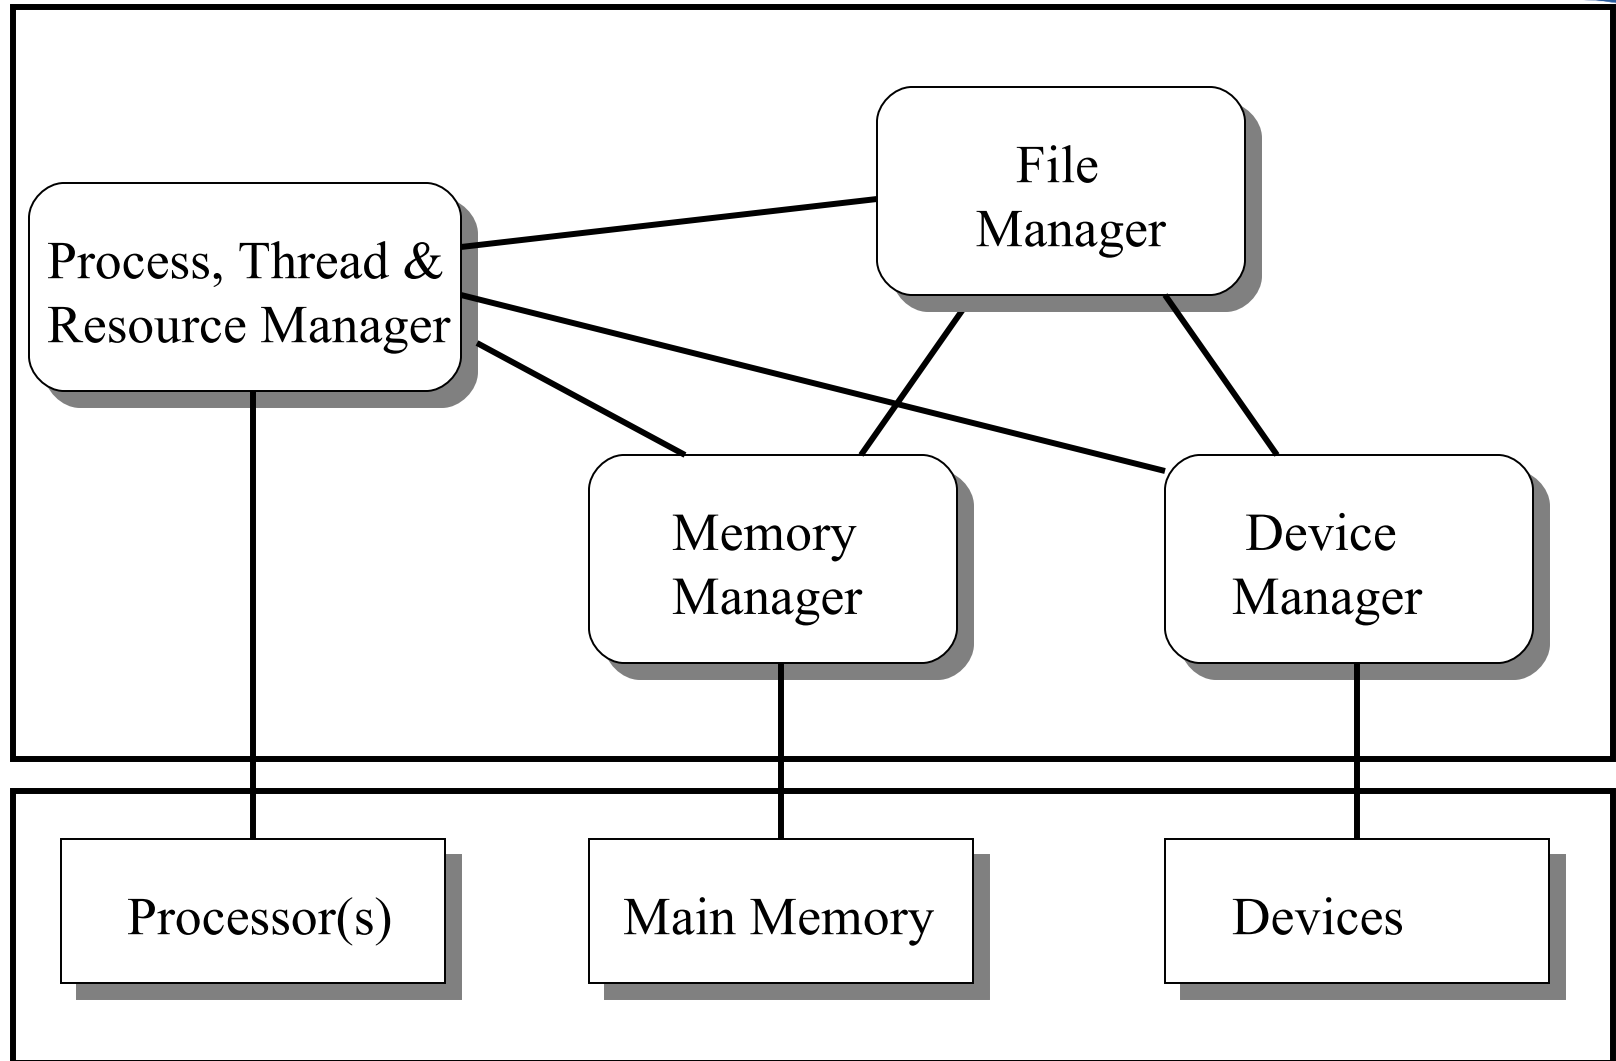 File
Manager
Process, Thread &
Resource Manager
Memory
Manager
Device
Manager
Processor(s)
Main Memory
Devices